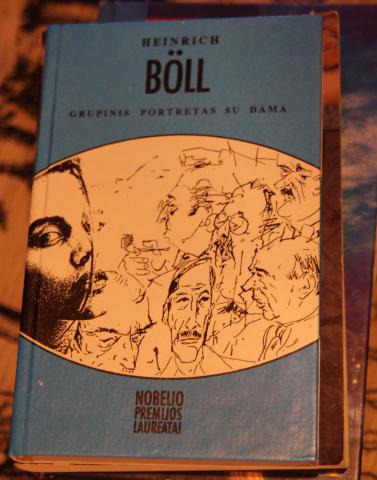 HEINRICH
BÖLL
GRUPINIS PORTRETAS SU DAMA
NOBELIO
PREMIJOS
LAUREATAI